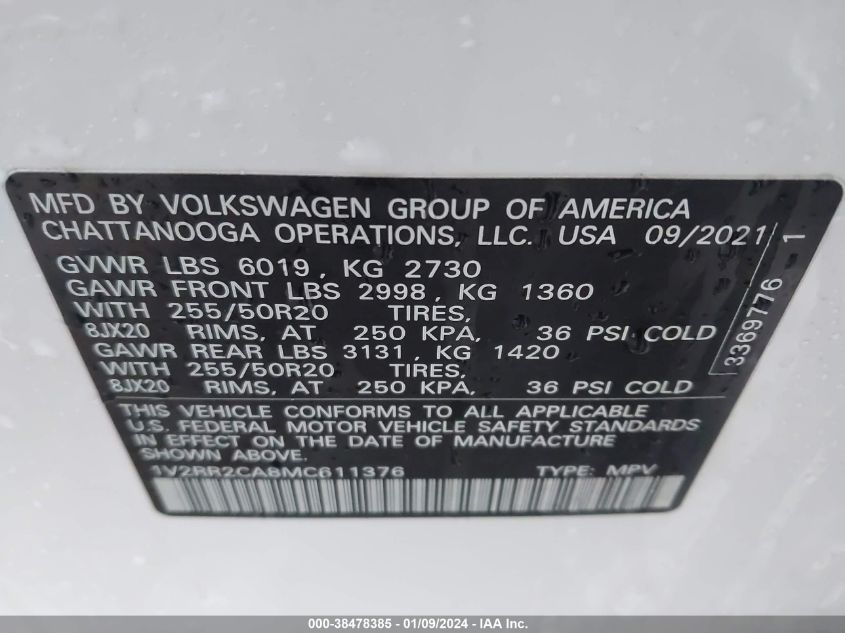 MFD BY VOLKSWAGEN GROUP OF AMERICA
CHATTANOOGA OPERATIONS, LLC. USA 09/2021
GVWR LBS 6019, KG 2730
GAWR FRONT LBS 2998, KG 1360
WITH 255/50R20 TIRES,
8JX20 RIMS, AT 250 KPA, 36 PSI COLD
GAWR REAR LBS 3131, KG 1420
WITH 255/50R20 TIRES,
8JX20 RIMS, AT 250 KPA, 36 PSI COLD
THIS VEHICLE CONFORMS TO ALL APPLICABLE
U.S. FEDERAL MOTOR VEHICLE SAFETY STANDARDS
IN EFFECT ON THE DATE OF MANUFACTURE
SHOWN ABOVE.
1V2RR2CA8MC611376 TYPE: MPV
3369776 1
000-38478385 - 01/09/2024 - IAA Inc.